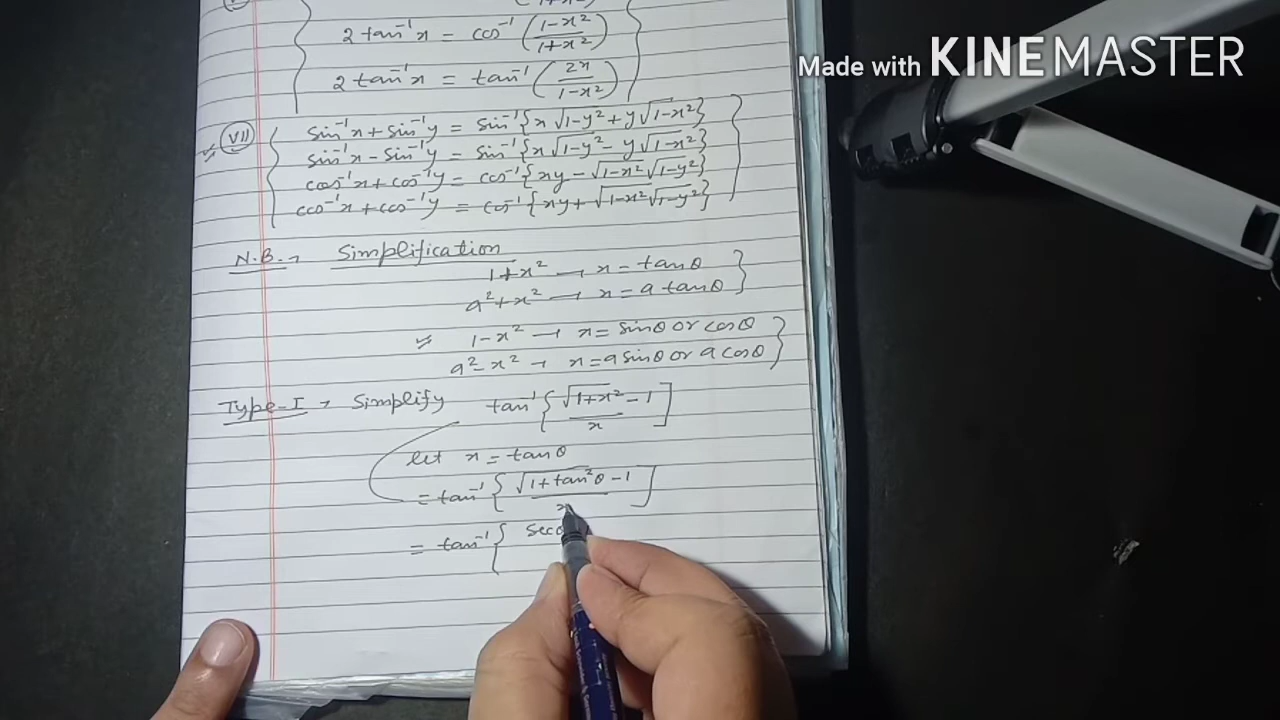 Made with KINEMASTER
2 tan⁻¹x = cos⁻¹ (1-x²/1+x²)
2 tan⁻¹x = tan⁻¹ (2x/1-x²)
VII
sin⁻¹x + sin⁻¹y = sin⁻¹{x √1-y² + y √1-x²}
sin⁻¹x - sin⁻¹y = sin⁻¹{x √1-y² - y √1-x²}
cos⁻¹x + cos⁻¹y = cos⁻¹{xy - √1-x² √1-y²}
cos⁻¹x + cos⁻¹y = cos⁻¹{xy + √1-x² √1-y²}
N.B. → Simplification
1+x² → x = tanθ
a²+x² → x = a tanθ
1-x² → x = sinθ or cosθ
a²-x² → x = a sinθ or a cosθ
Type-I → Simplify tan⁻¹ {√1+x² - 1/x]
let x = tanθ
= tan⁻¹ {√1+tan²θ - 1/x]
= tan⁻¹ { sec